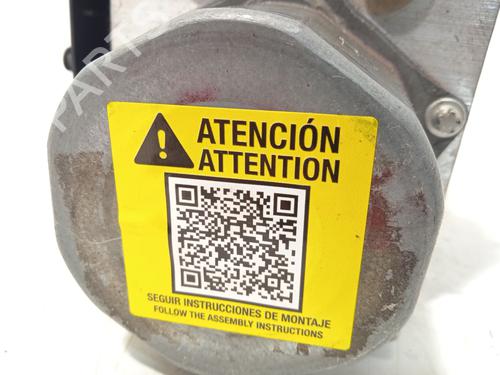 ATENCIÓN
ATTENTION
SEGUIR INSTRUCCIONES DE MONTAJE
FOLLOW THE ASSEMBLY INSTRUCTIONS